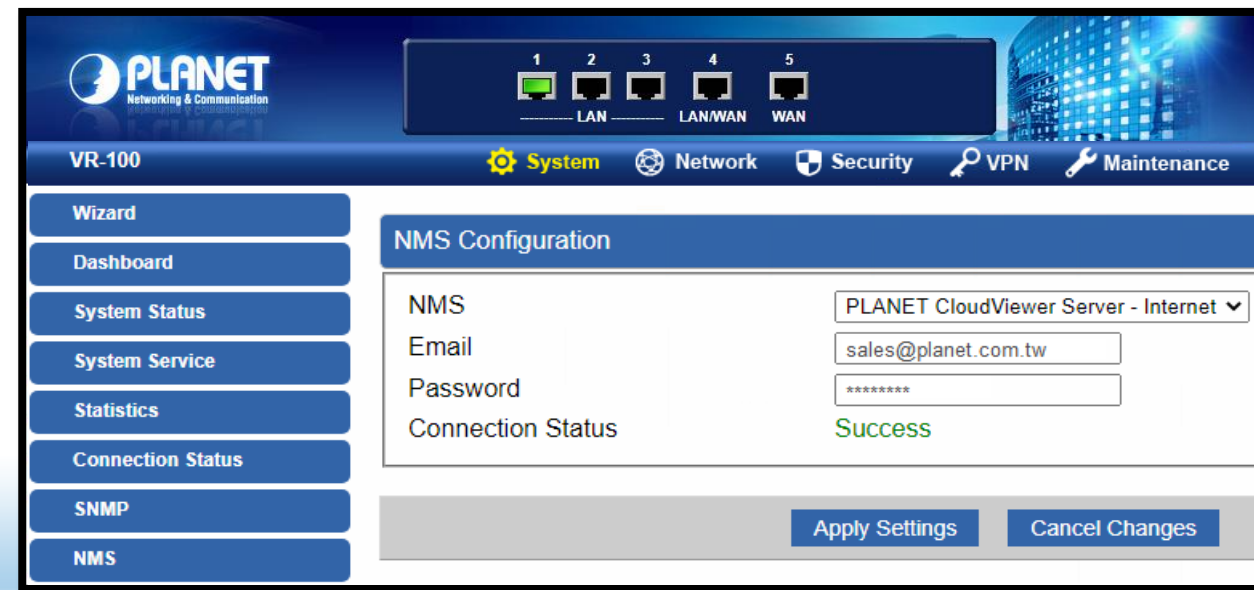 PLANET
Networking & Communication
1 2 3 4 5
---------- LAN ---------- LAN/WAN WAN
VR-100
System Network Security VPN Maintenance
Wizard
Dashboard
System Status
System Service
Statistics
Connection Status
SNMP
NMS
NMS Configuration
NMS PLANET CloudViewer Server - Internet
Email sales@planet.com.tw
Password ********
Connection Status Success
Apply Settings Cancel Changes